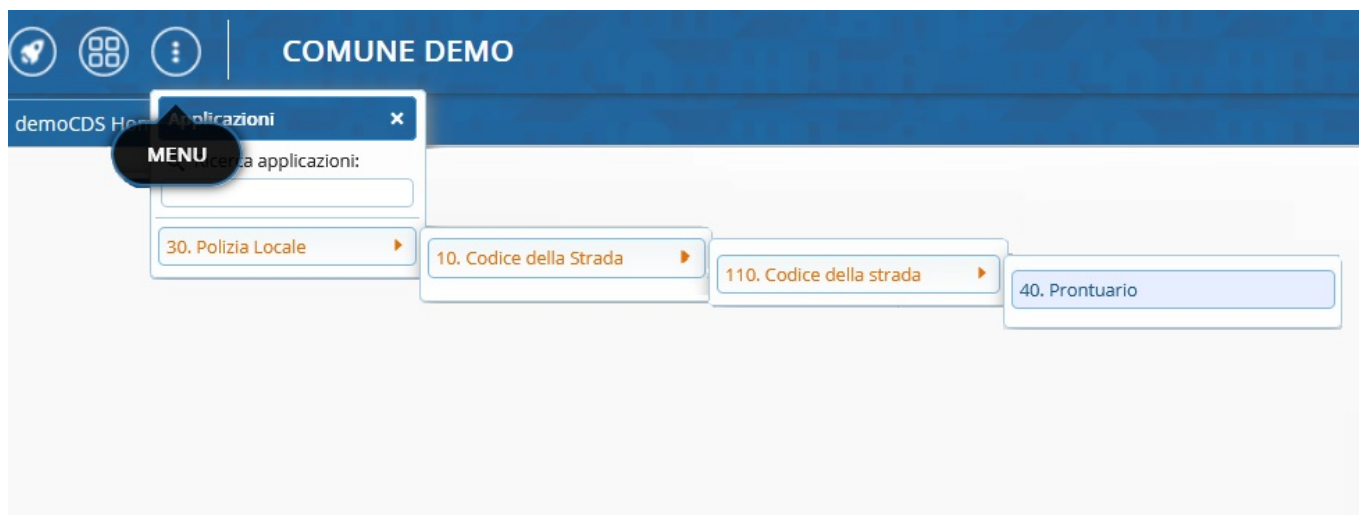 COMUNE DEMO
demoCDS
Applicazioni ×
MENU
applicazioni:
30. Polizia Locale
10. Codice della Strada
110. Codice della strada
40. Prontuario